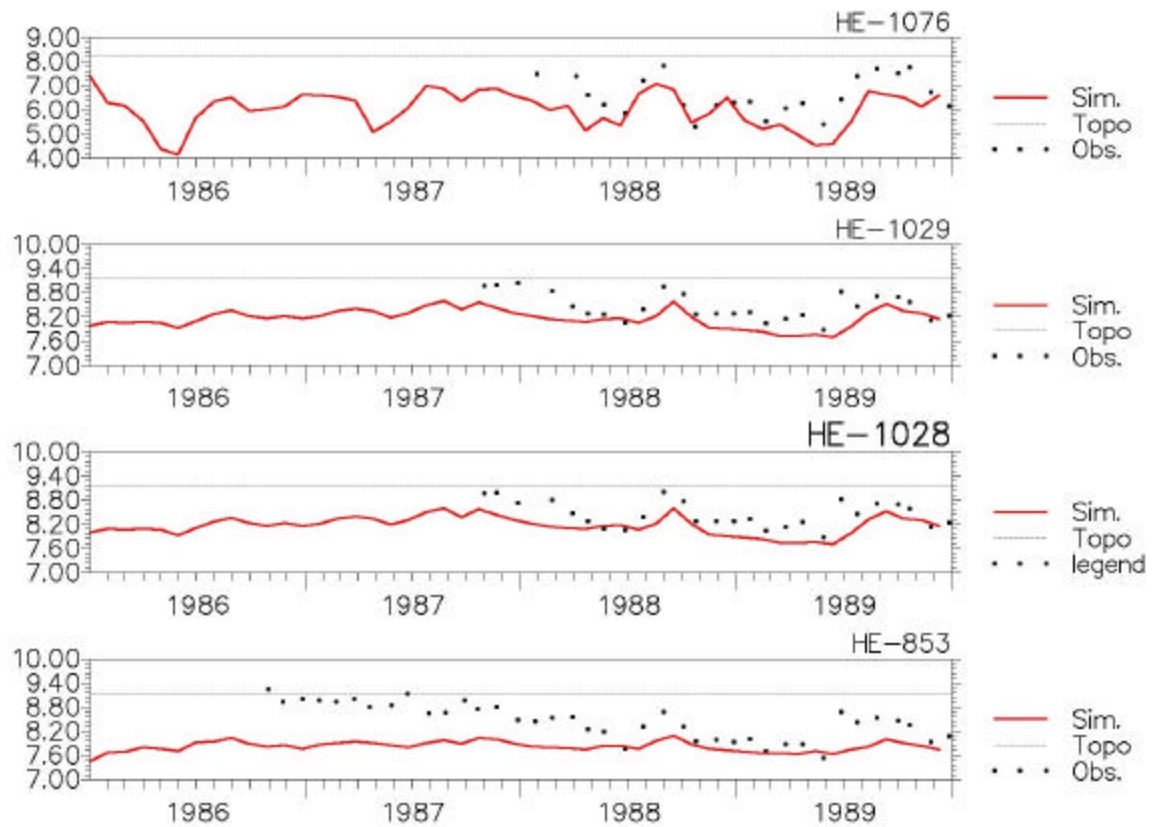 HE-1076
9.00
8.00
7.00
6.00
5.00
4.00
1986 1987 1988 1989
Sim.
Topo
Obs.
HE-1029
10.00
9.40
8.80
8.20
7.60
7.00
1986 1987 1988 1989
Sim.
Topo
Obs.
HE-1028
10.00
9.40
8.80
8.20
7.60
7.00
1986 1987 1988 1989
Sim.
Topo
legend
HE-853
10.00
9.40
8.80
8.20
7.60
7.00
1986 1987 1988 1989
Sim.
Topo
Obs.